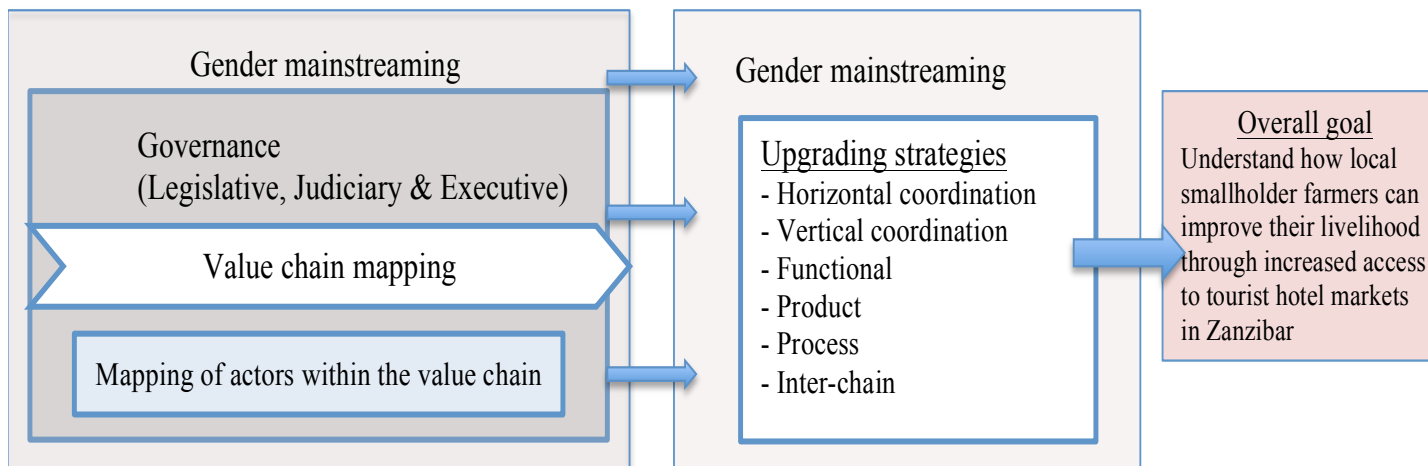 Gender mainstreaming
Governance
(Legislative, Judiciary & Executive)
Value chain mapping
Mapping of actors within the value chain
Gender mainstreaming
Upgrading strategies
- Horizontal coordination
- Vertical coordination
- Functional
- Product
- Process
- Inter-chain
Overall goal
Understand how local
smallholder farmers can
improve their livelihood
through increased access
to tourist hotel markets
in Zanzibar